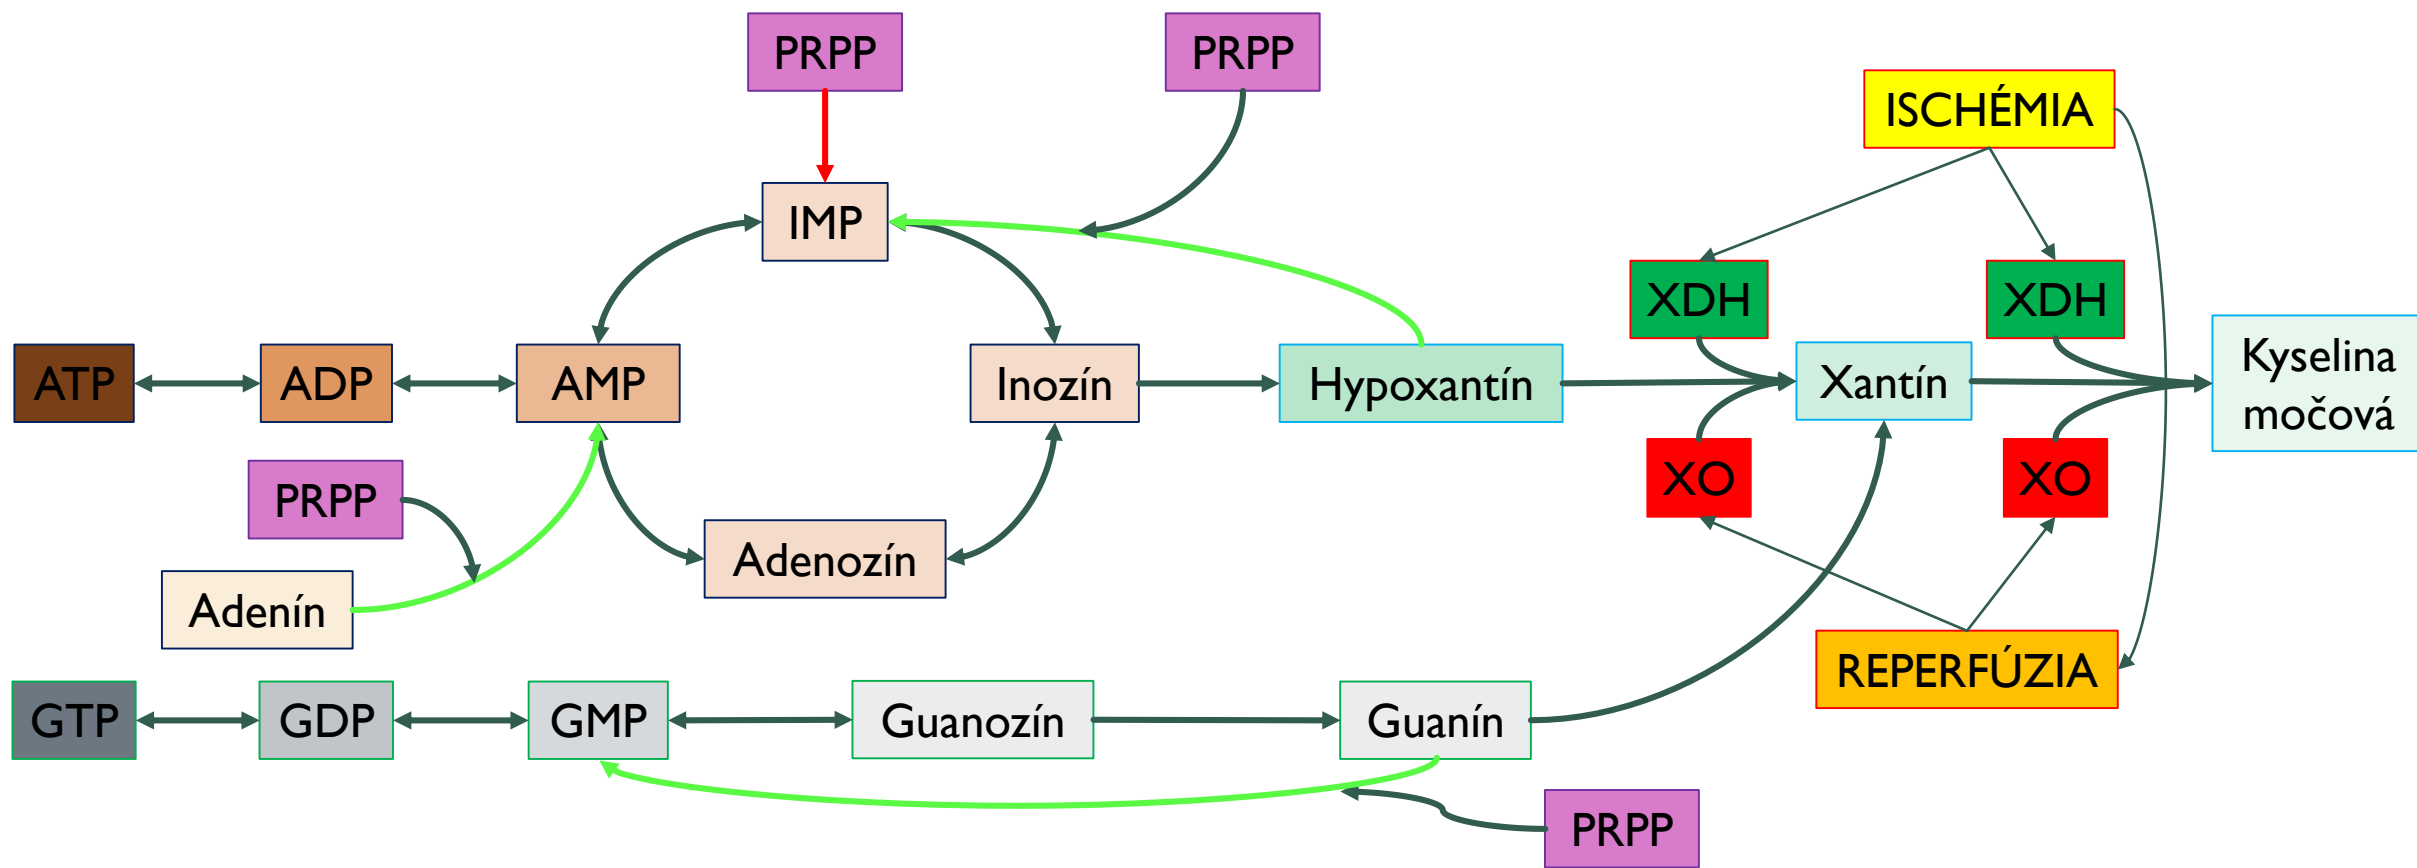 PRPP
PRPP
ISCHÉMIA
IMP
XDH
XDH
ATP
ADP
AMP
Inozín
Hypoxantín
Xantín
Kyselina
močová
PRPP
XO
XO
Adenozín
Adenín
REPERFÚZIA
GTP
GDP
GMP
Guanozín
Guanín
PRPP